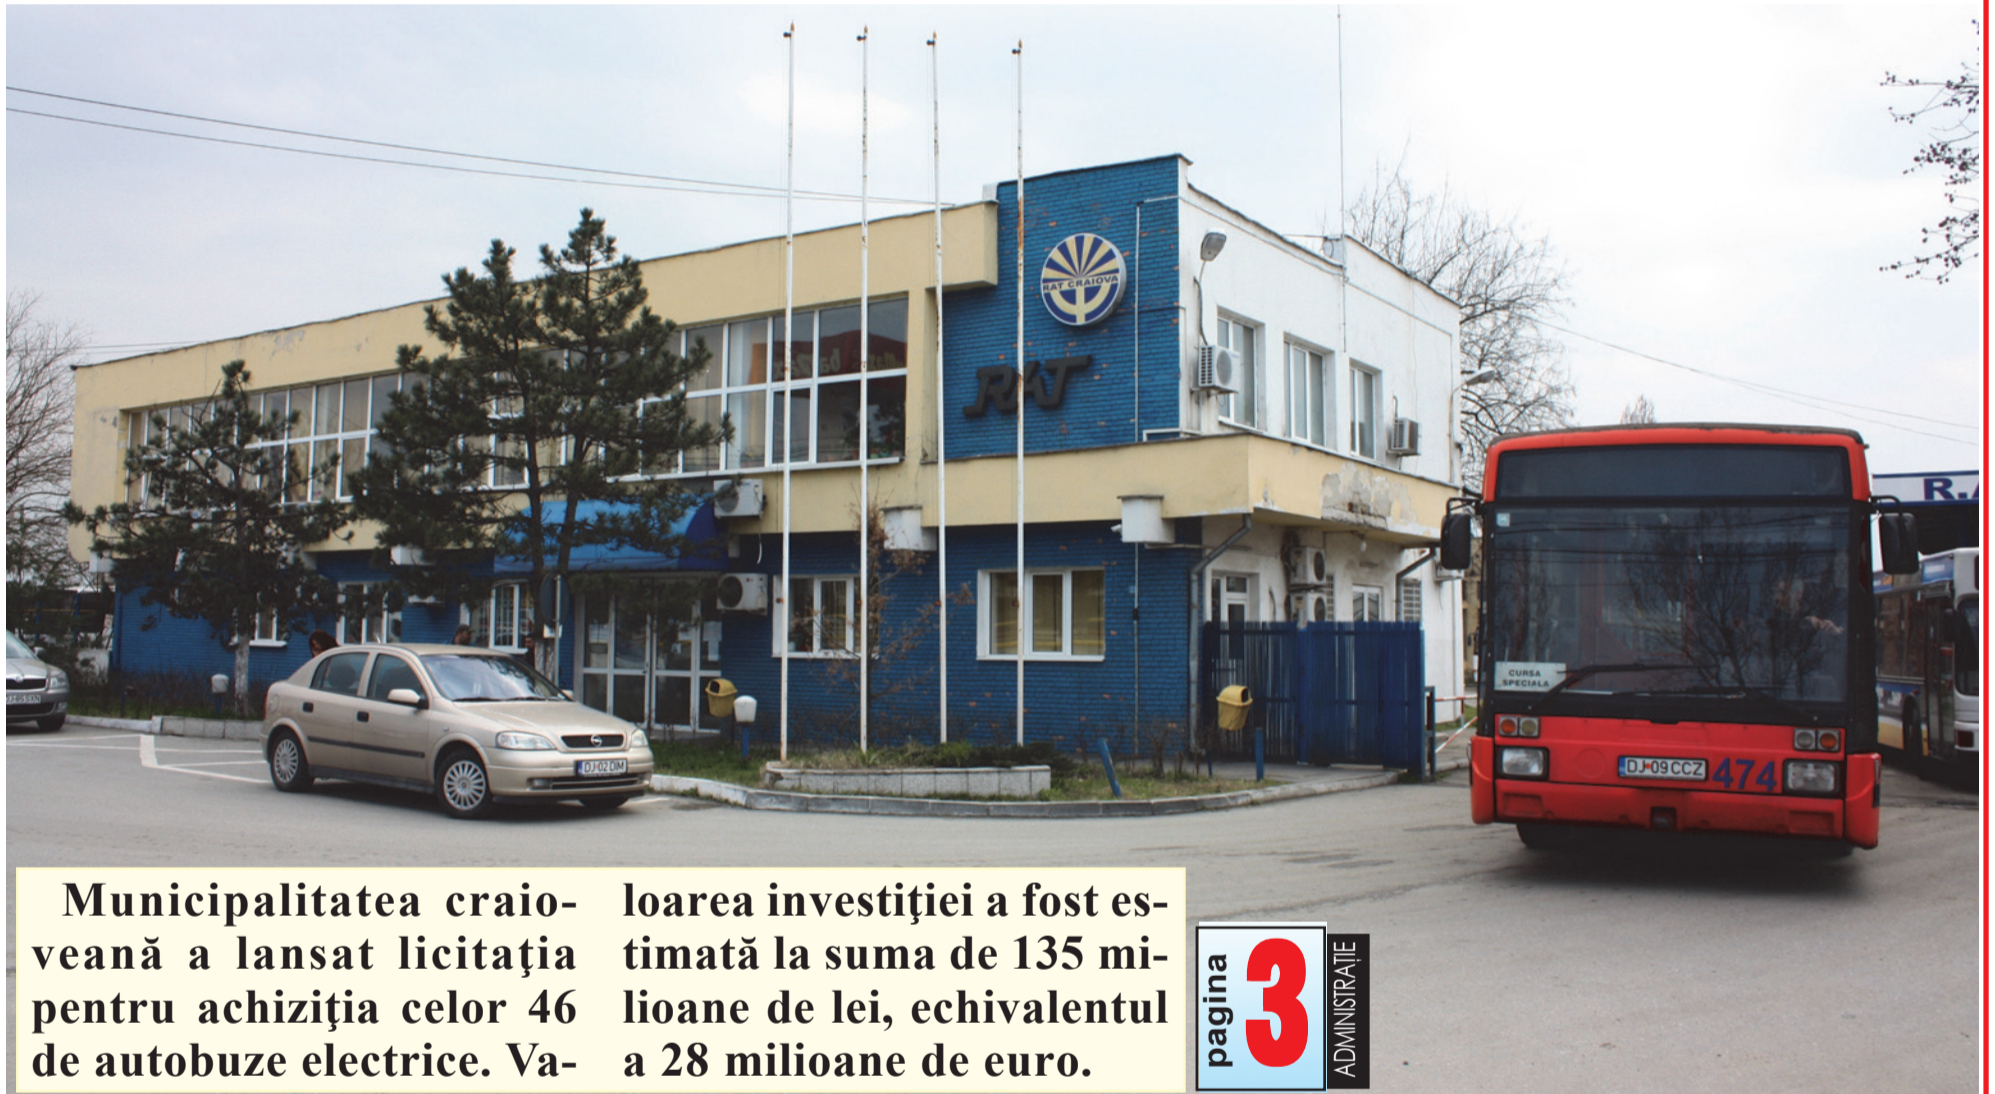 RAT CRAIOVA
RAT
R.
CURSA
SPECIALA
DJ 02 DIM
DJ 09 CCZ
474
Municipalitatea craio-
veană a lansat licitaţia
pentru achiziţia celor 46
de autobuze electrice. Va-
loarea investiţiei a fost es-
timată la suma de 135 mi-
lioane de lei, echivalentul
a 28 milioane de euro.
pagina
3
ADMINISTRAŢIE